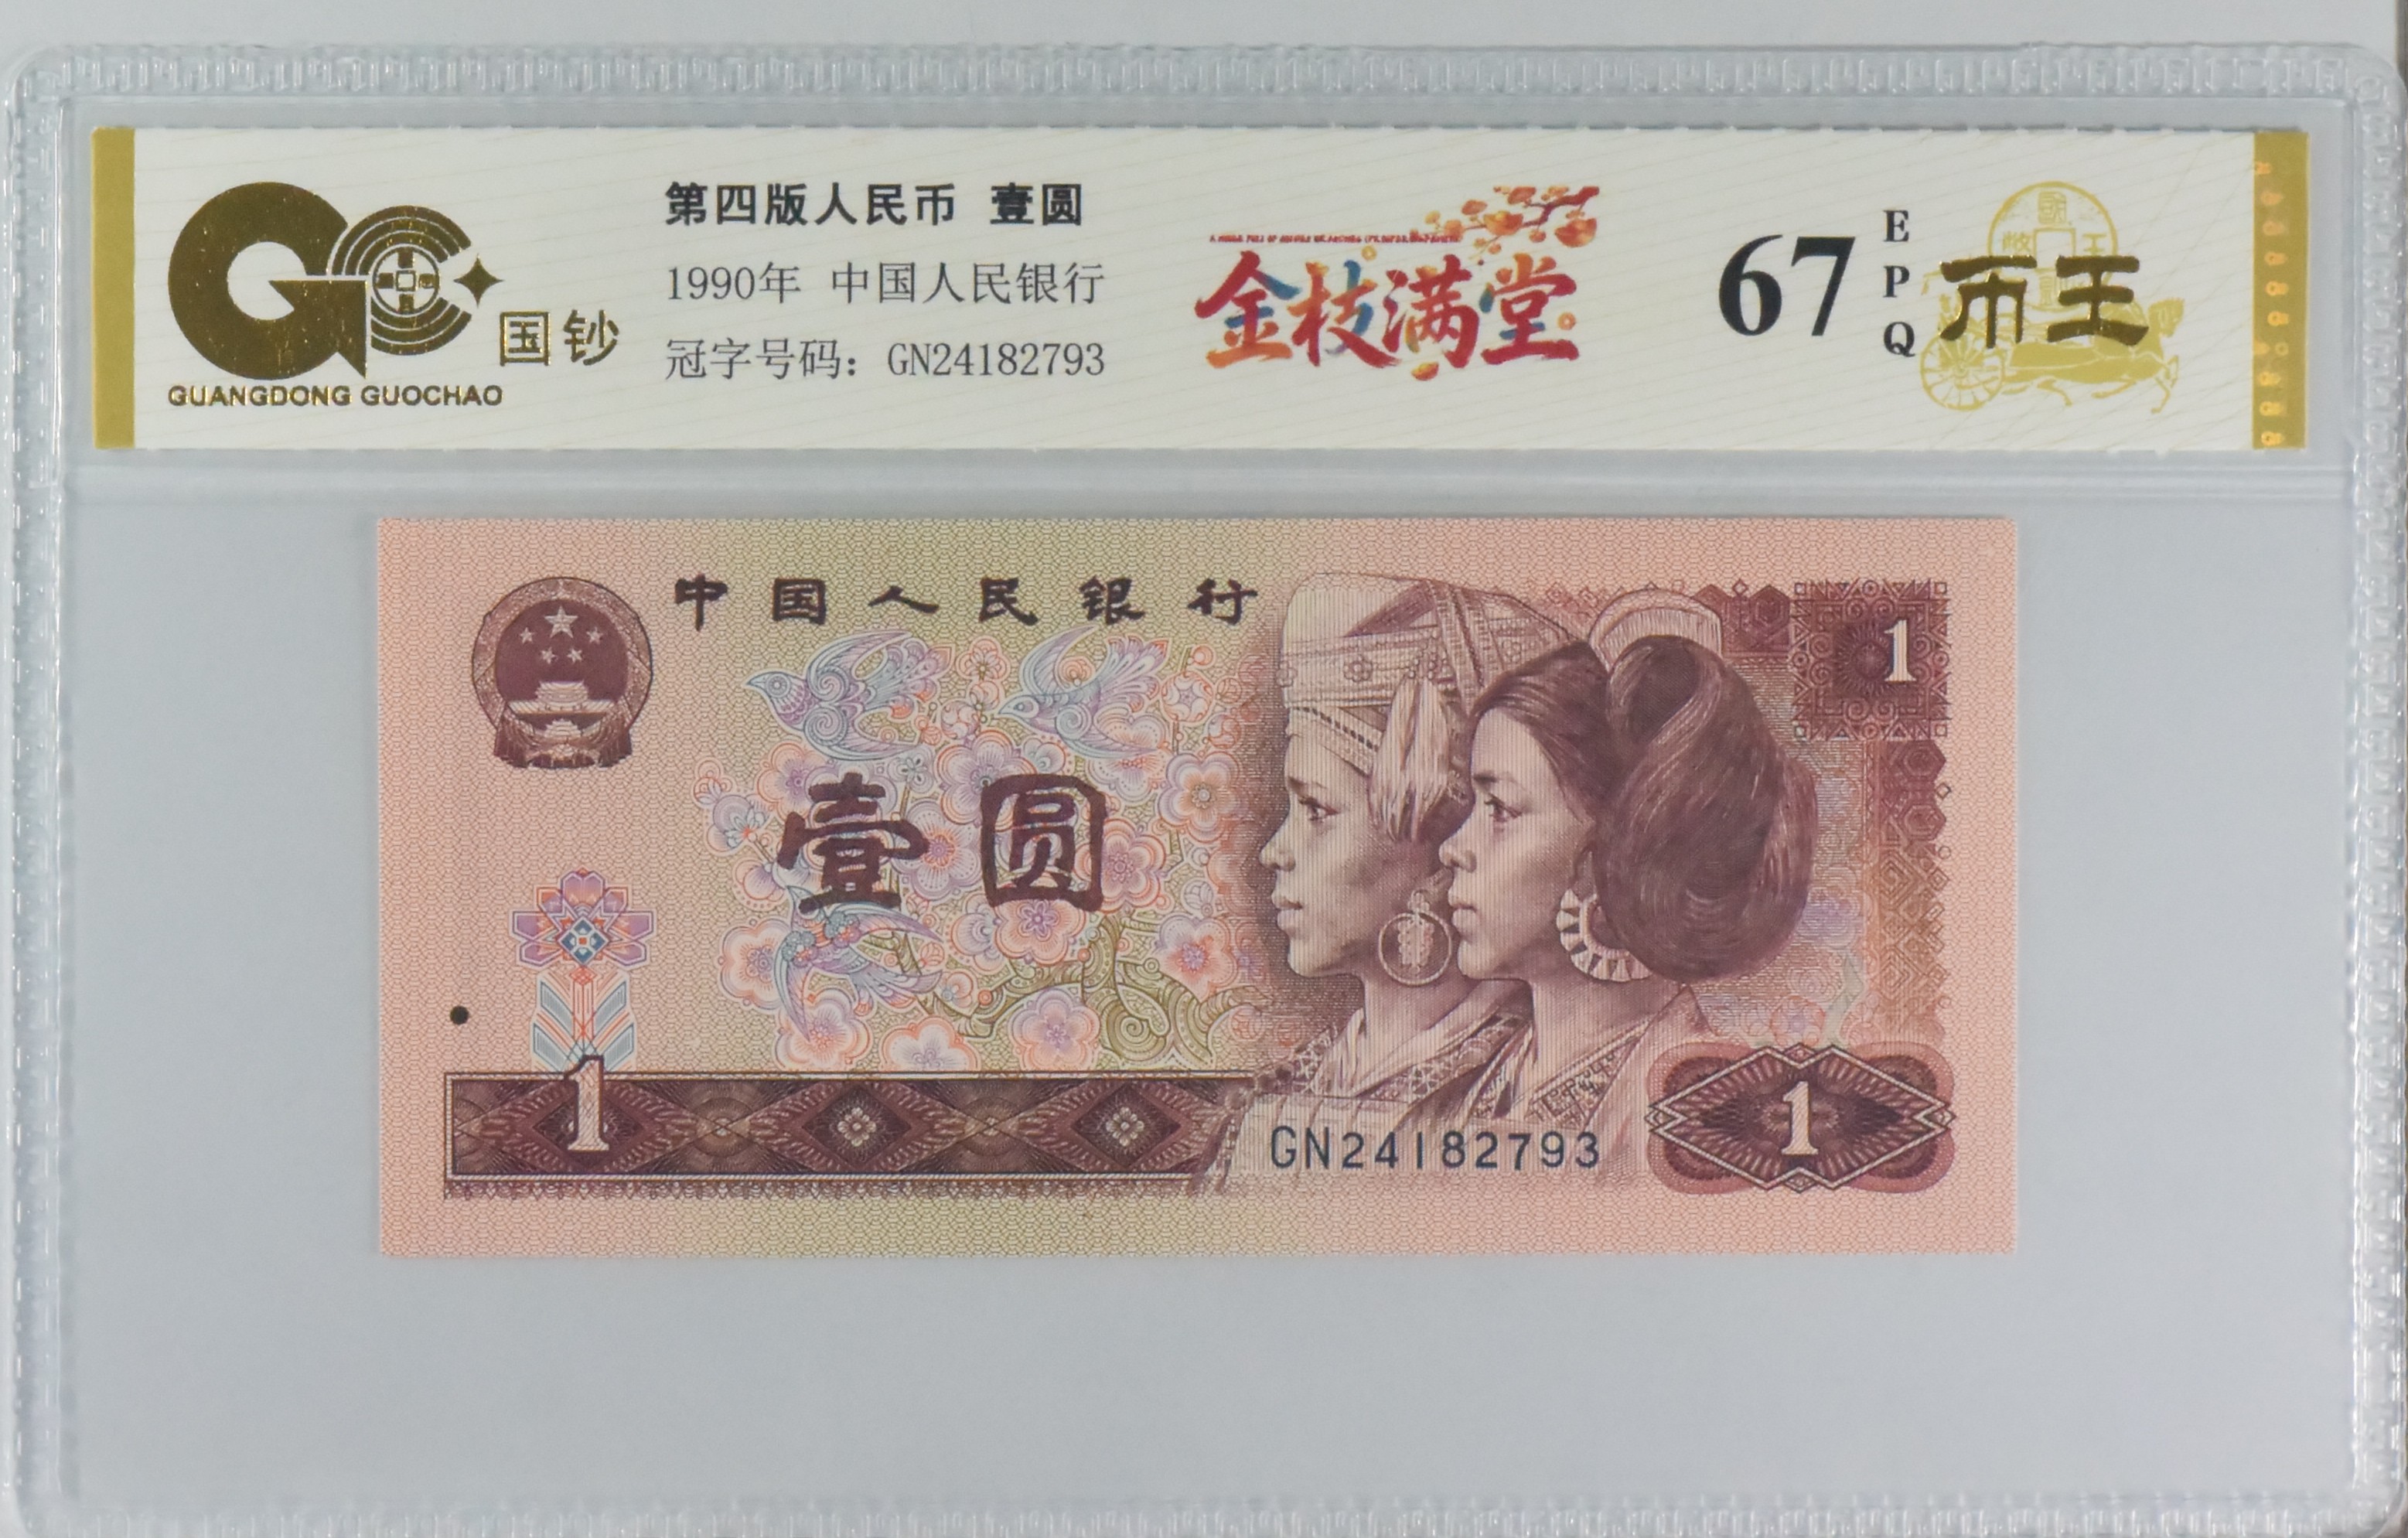 GC
国钞
GUANGDONG GUOCHAO
第四版人民币 壹圆
1990年 中国人民银行
冠字号码：GN24182793
金枝满堂
67
E
P
Q
币王
中国人民银行
壹圆
1
1
1
GN24182793